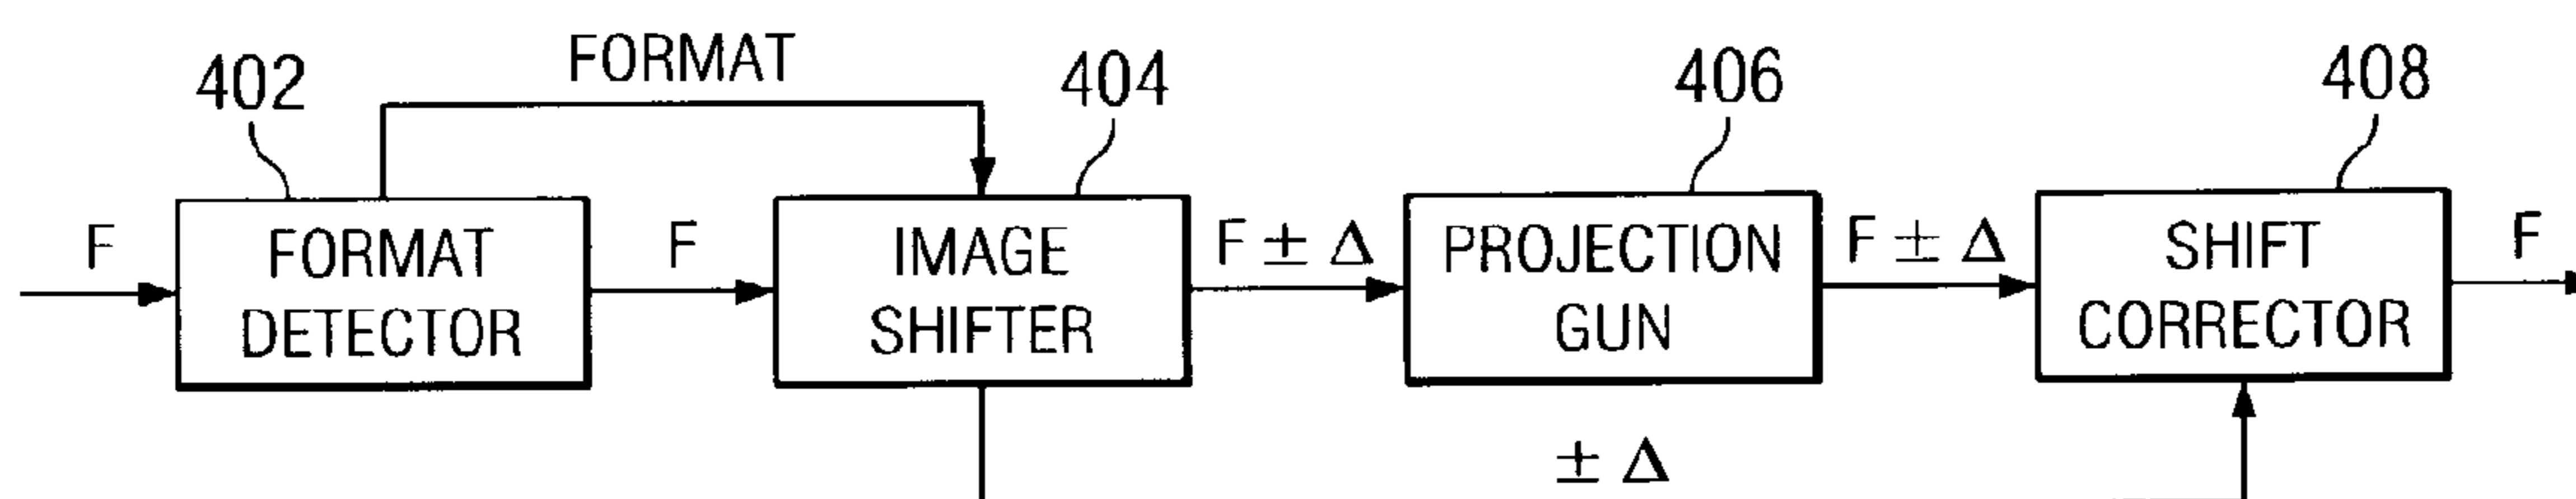 FORMAT
402
404
406
408
F
FORMAT
DETECTOR
F
IMAGE
SHIFTER
F ± Δ
PROJECTION
GUN
F ± Δ
SHIFT
CORRECTOR
F
± Δ